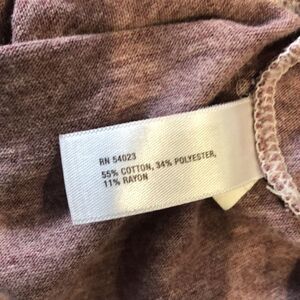 RN 54023
55% COTTON, 34% POLYESTER,
11% RAYON